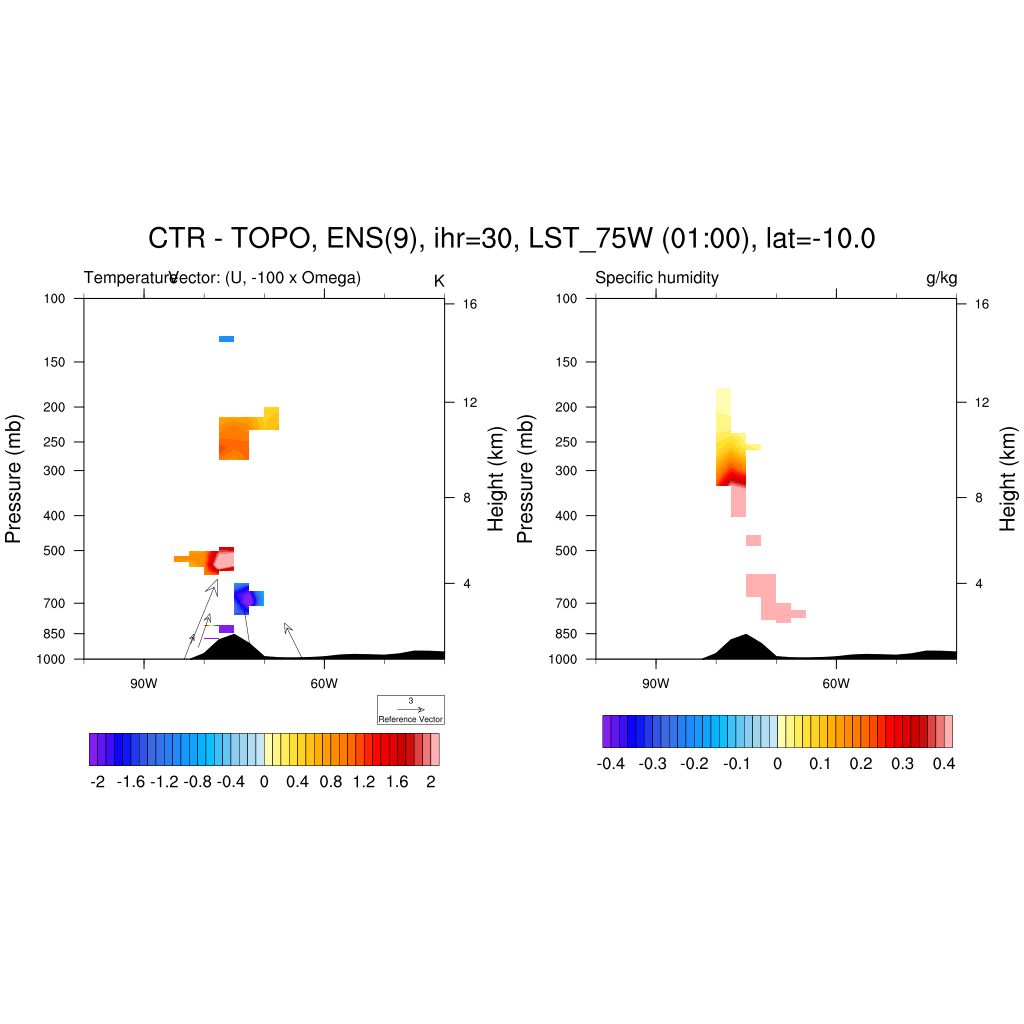 CTR - TOPO, ENS(9), ihr=30, LST_75W (01:00), lat=-10.0
Temperature Vector: (U, -100 x Omega) K
Specific humidity g/kg
Pressure (mb)
100
150
200
250
300
400
500
700
850
1000
16
12
8
4
Height (km)
90W 60W
3
Reference Vector
-2 -1.6 -1.2 -0.8 -0.4 0 0.4 0.8 1.2 1.6 2
Pressure (mb)
100
150
200
250
300
400
500
700
850
1000
16
12
8
4
Height (km)
90W 60W
-0.4 -0.3 -0.2 -0.1 0 0.1 0.2 0.3 0.4